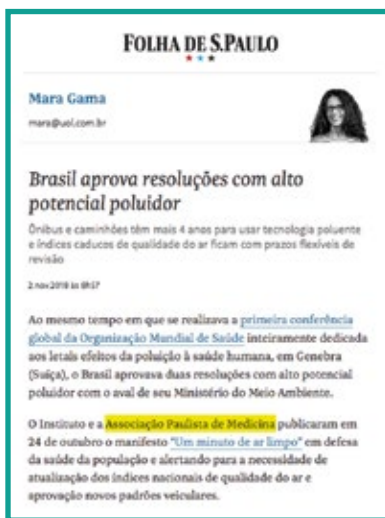 FOLHA DE S.PAULO
Mara Gama
mara@uol.com.br
Brasil aprova resoluções com alto
potencial poluidor
Ônibus e caminhões têm mais 4 anos para usar tecnologia poluente
e índices caducos de qualidade do ar ficam com prazos flexíveis de
revisão
2.nov.2018 às 8h57
Ao mesmo tempo em que se realizava a primeira conferência
global da Organização Mundial de Saúde inteiramente dedicada
aos letais efeitos da poluição à saúde humana, em Genebra
(Suíça), o Brasil aprovava duas resoluções com alto potencial
poluidor com o aval de seu Ministério do Meio Ambiente.
O Instituto e a Associação Paulista de Medicina publicaram em
24 de outubro o manifesto "Um minuto de ar limpo" em defesa
da saúde da população e alertando para a necessidade de
atualização dos índices nacionais de qualidade do ar e
aprovação novos padrões veiculares.